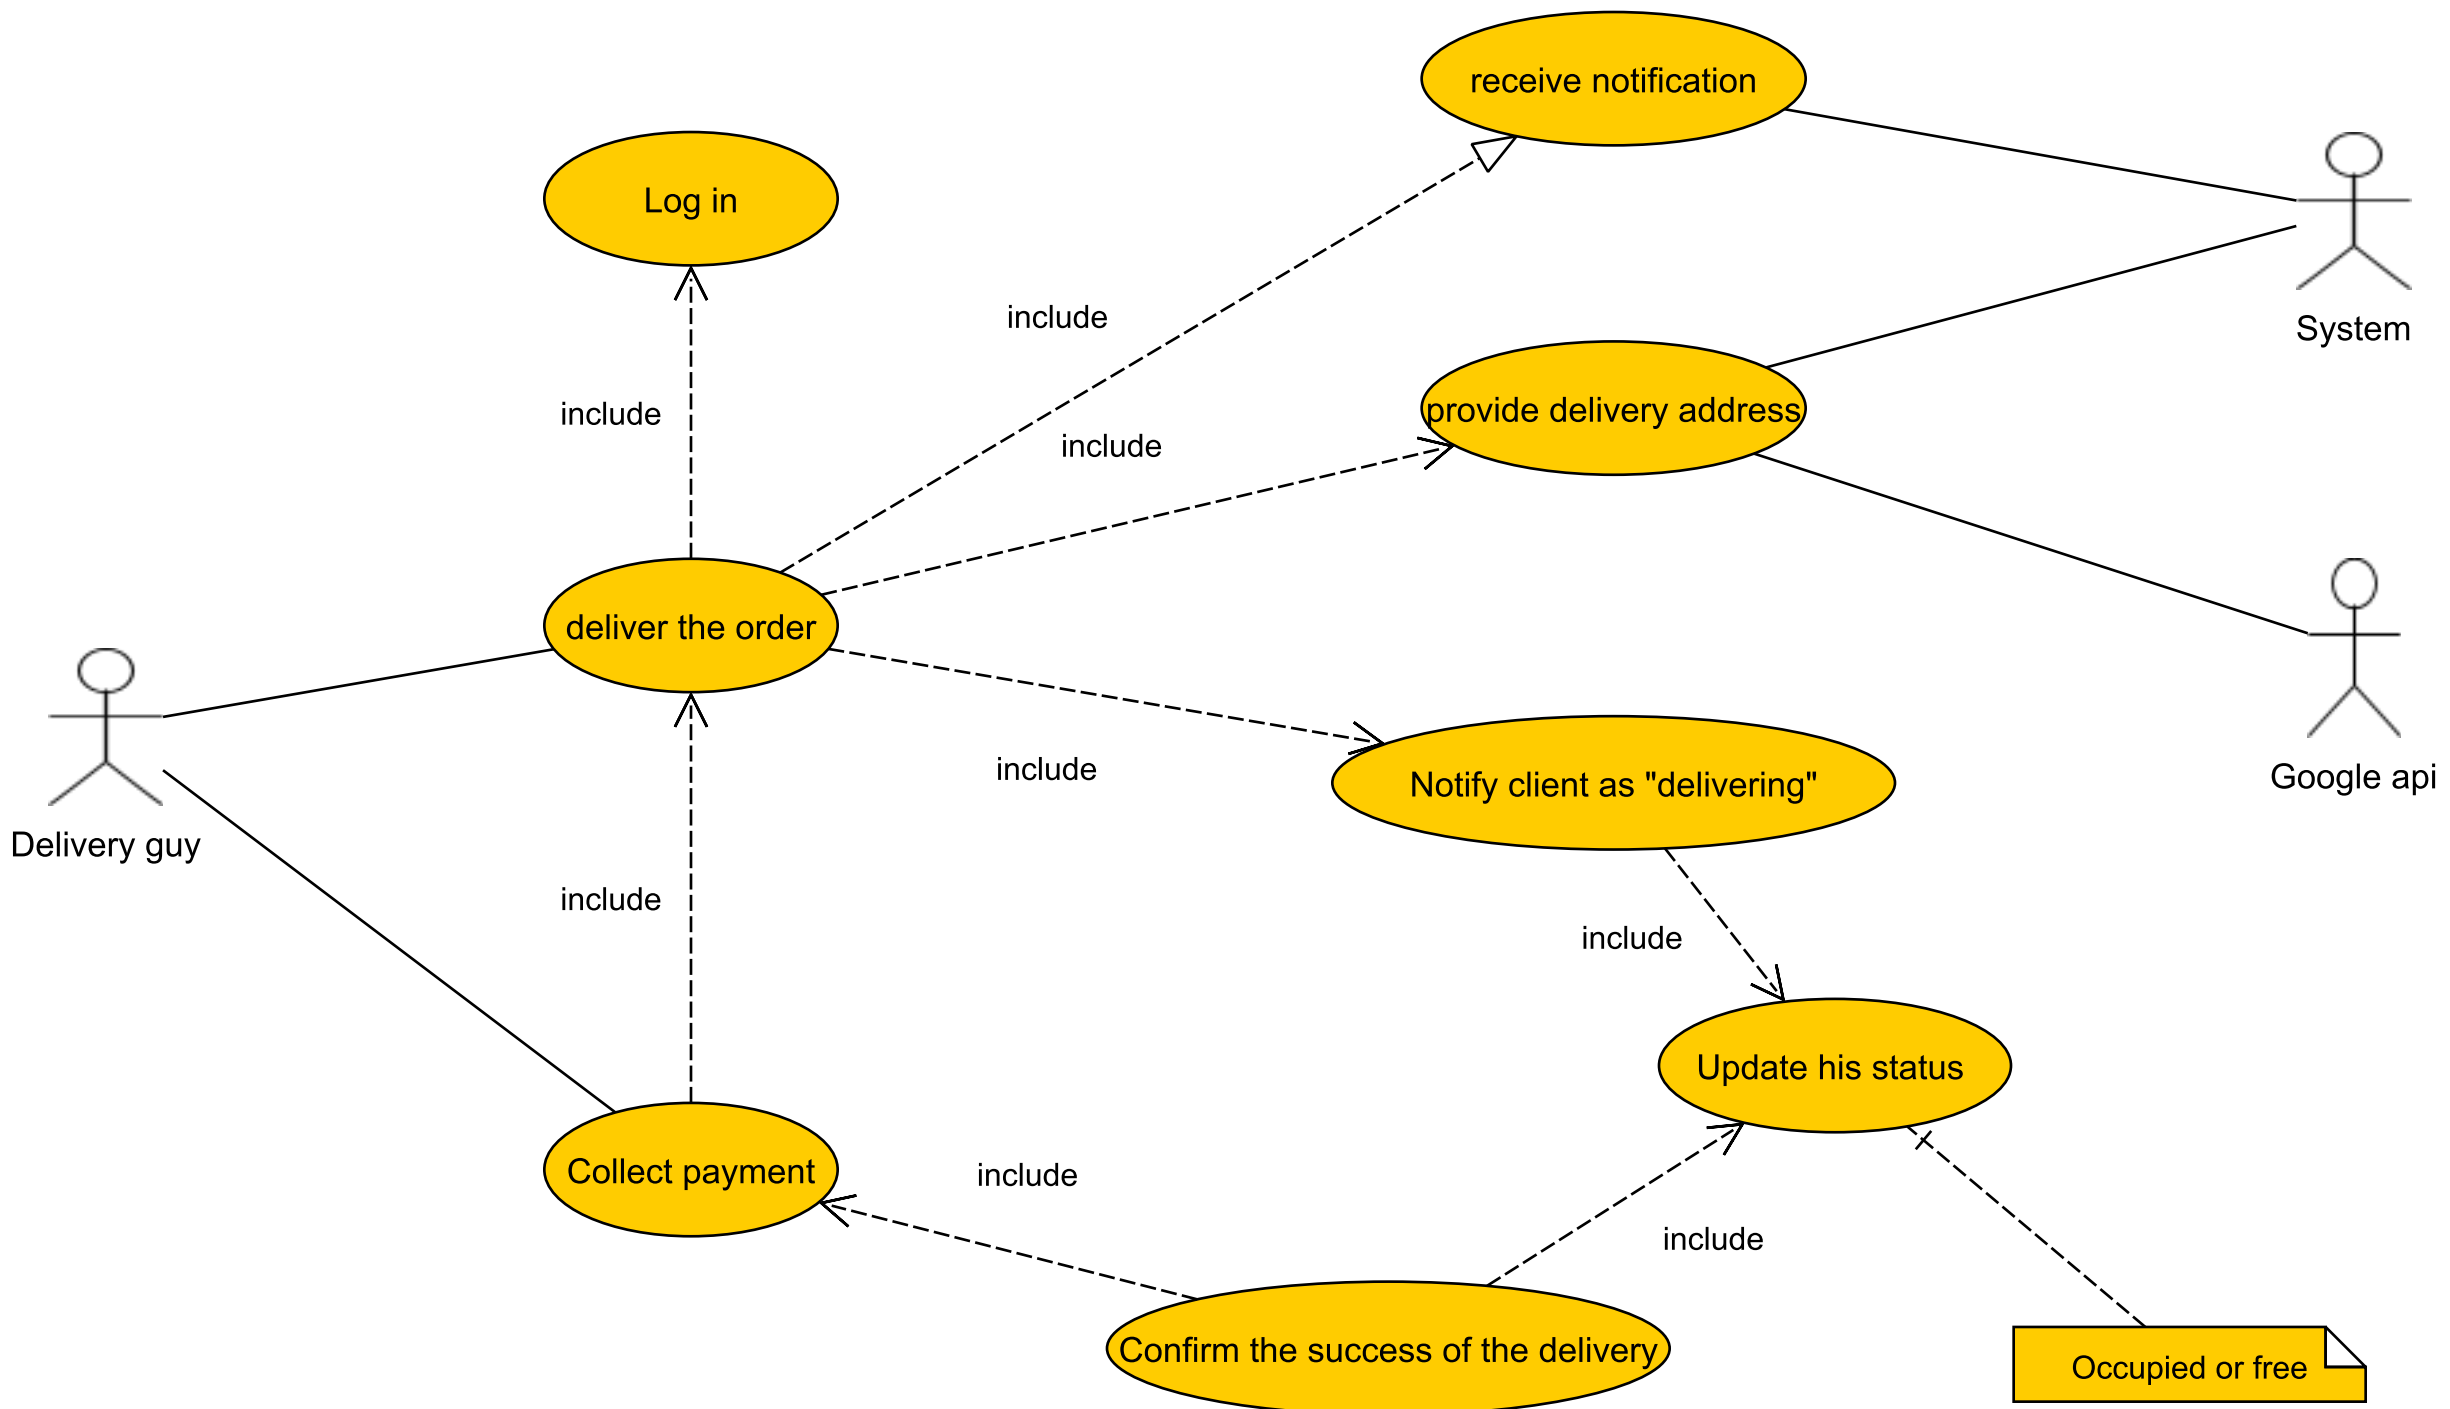 receive notification
Log in
include
System
include
provide delivery address
include
deliver the order
include
Notify client as "delivering"
Google api
Delivery guy
include
include
Update his status
Collect payment
include
include
Confirm the success of the delivery
Occupied or free